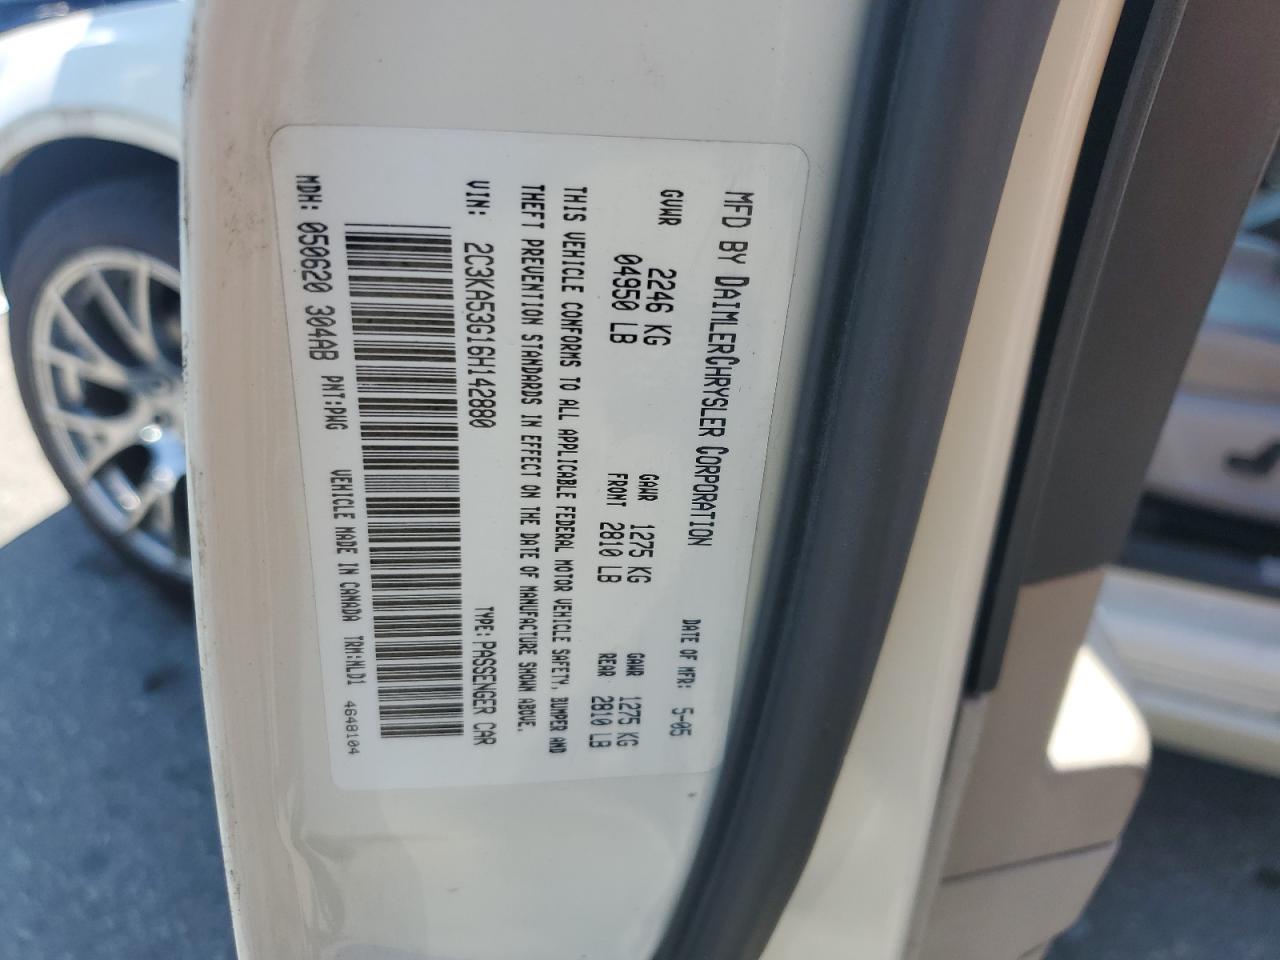 MFD BY DAIMLERCHRYSLER CORPORATION DATE OF MFR: 5-05
GVWR 2246 KG GAWR 1275 KG GAWR 1275 KG
04950 LB FRONT 2810 LB REAR 2810 LB
THIS VEHICLE CONFORMS TO ALL APPLICABLE FEDERAL MOTOR VEHICLE SAFETY, BUMPER AND
THEFT PREVENTION STANDARDS IN EFFECT ON THE DATE OF MANUFACTURE SHOWN ABOVE.
VIN: 2C3KA53G16H142880 TYPE: PASSENGER CAR
MDH: 050620 304AB PNT:PWG VEHICLE MADE IN CANADA TRM:MLD1 4648104